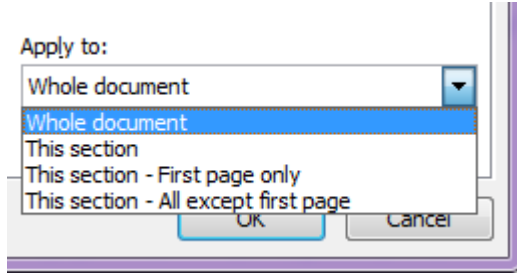 Apply to:
Whole document
Whole document
This section
This section - First page only
This section - All except first page
OK
Cancel